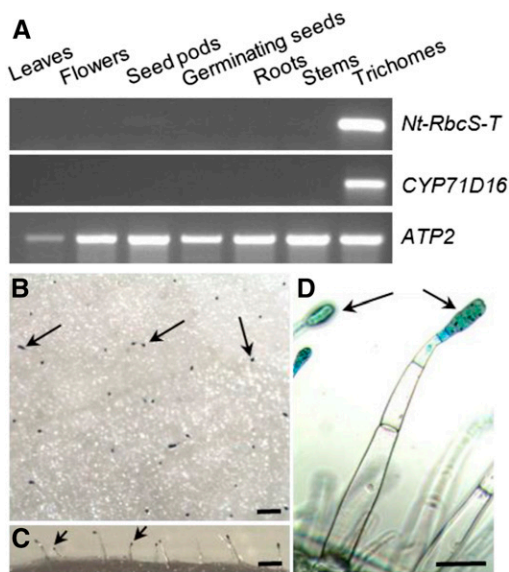 A
Leaves
Flowers
Seed pods
Germinating seeds
Roots
Stems
Trichomes
Nt-RbcS-T
CYP71D16
ATP2
B
D
C